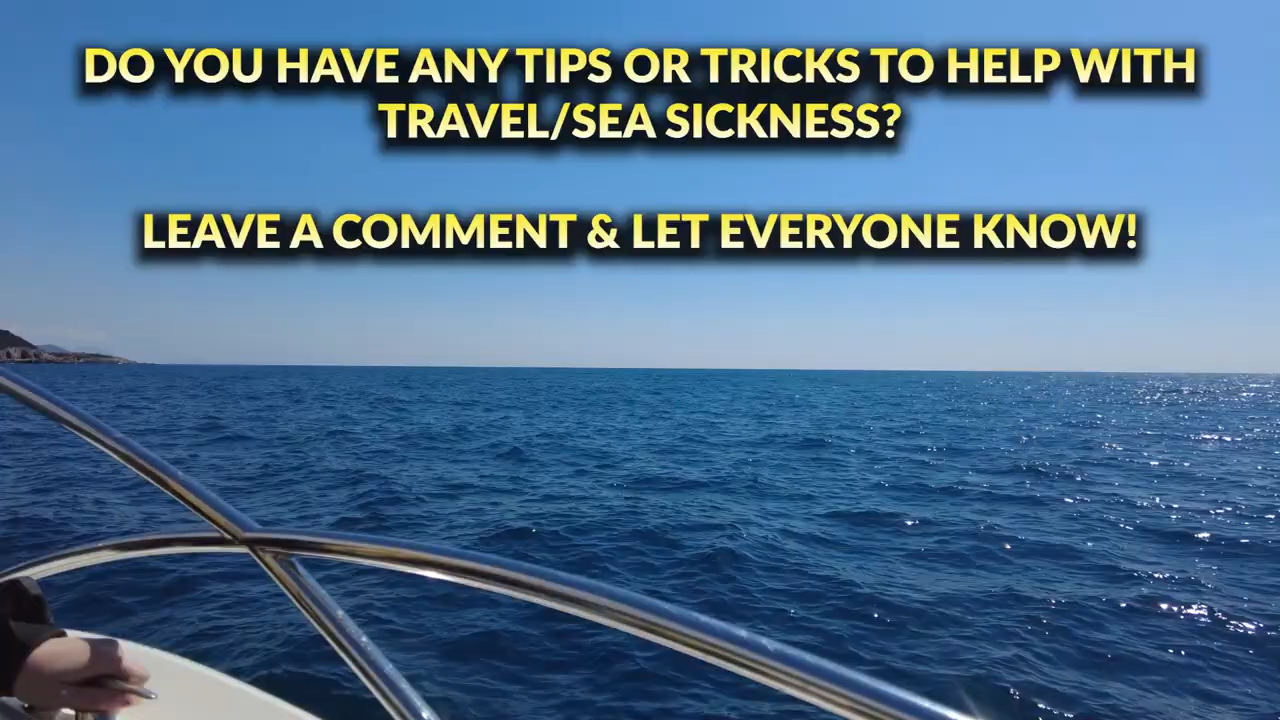 DO YOU HAVE ANY TIPS OR TRICKS TO HELP WITH
TRAVEL/SEA SICKNESS?
LEAVE A COMMENT & LET EVERYONE KNOW!